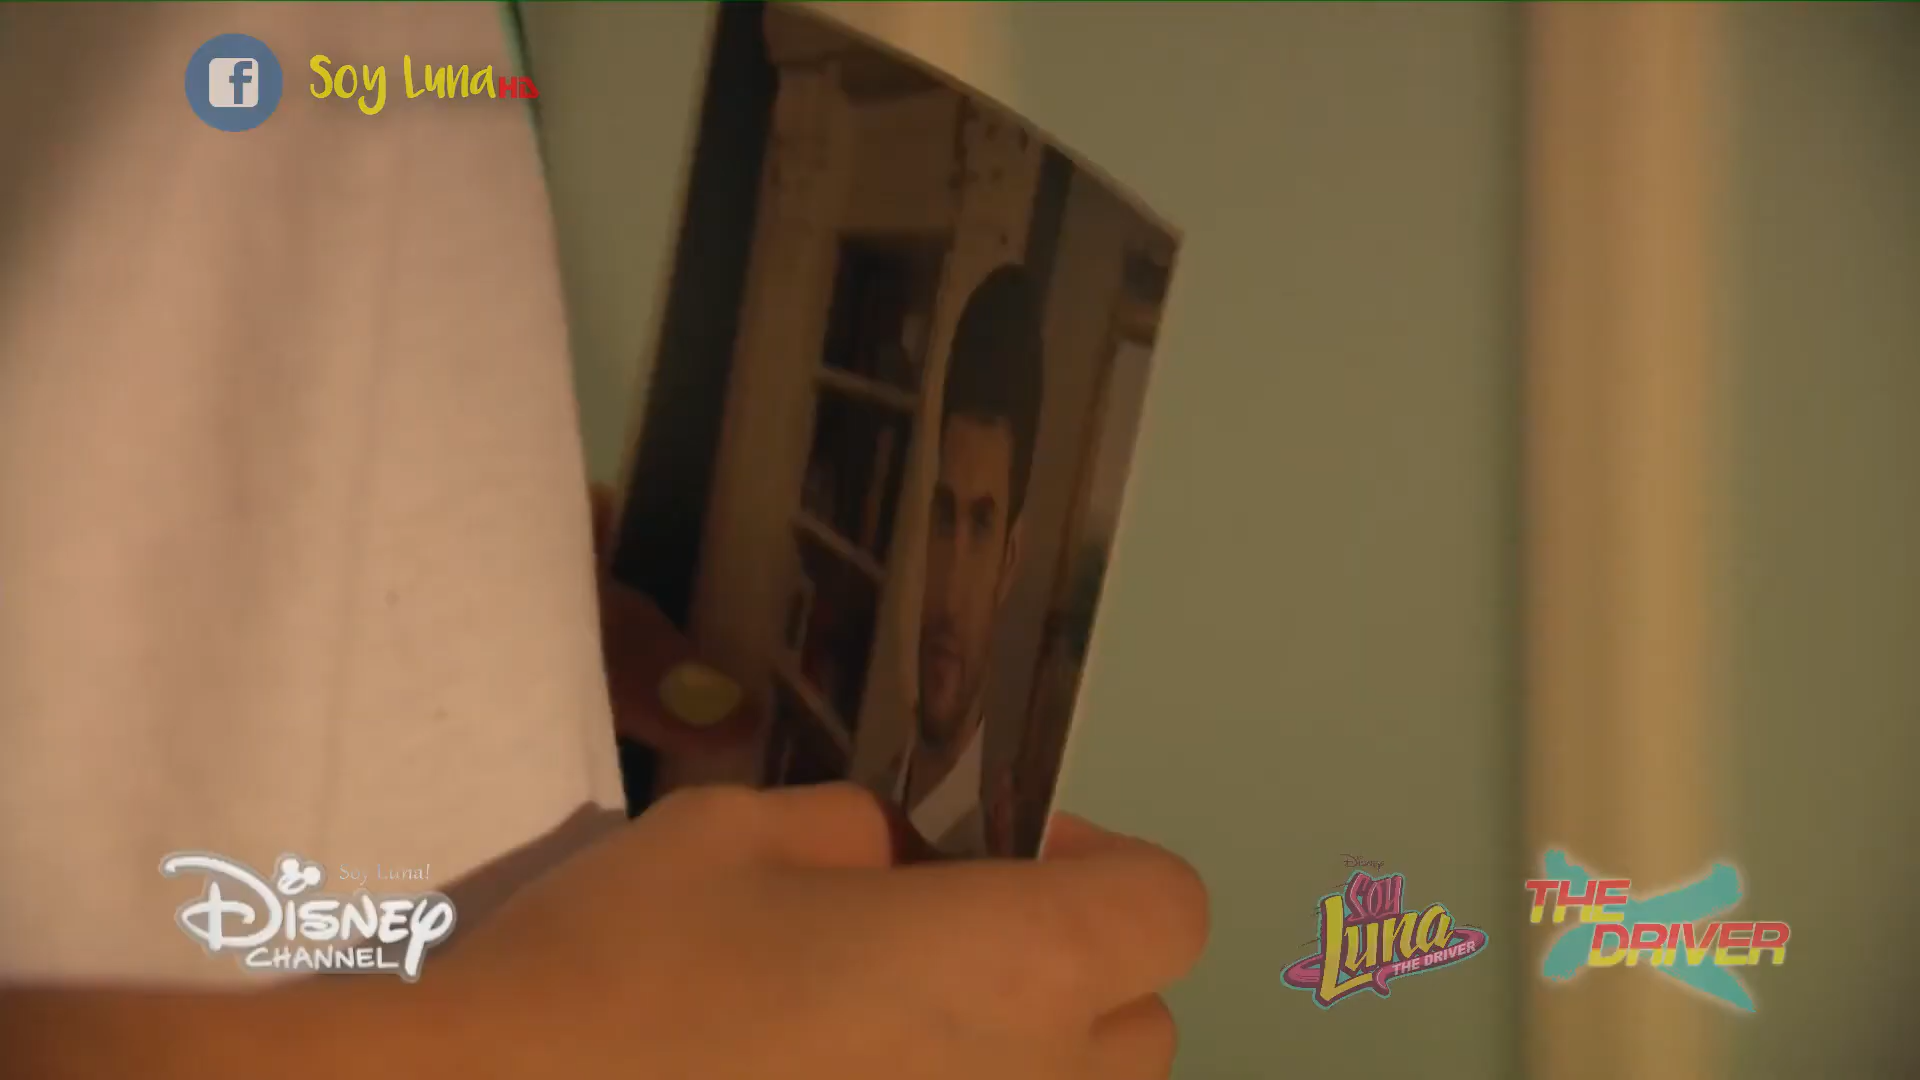 f Soy Luna HD
Soy Luna!
Disney
CHANNEL
Disney
SOY
Luna
THE DRIVER
THE
DRIVER